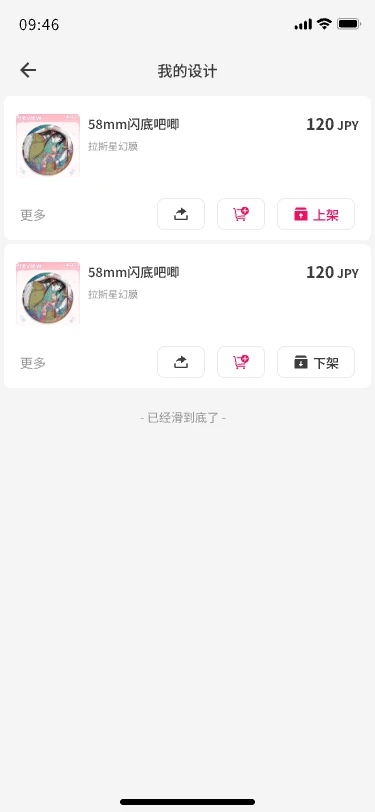 09:46
我的设计
58mm闪底吧唧
120 JPY
拉斯星幻膜
更多
上架
58mm闪底吧唧
120 JPY
拉斯星幻膜
更多
下架
- 已经滑到底了 -